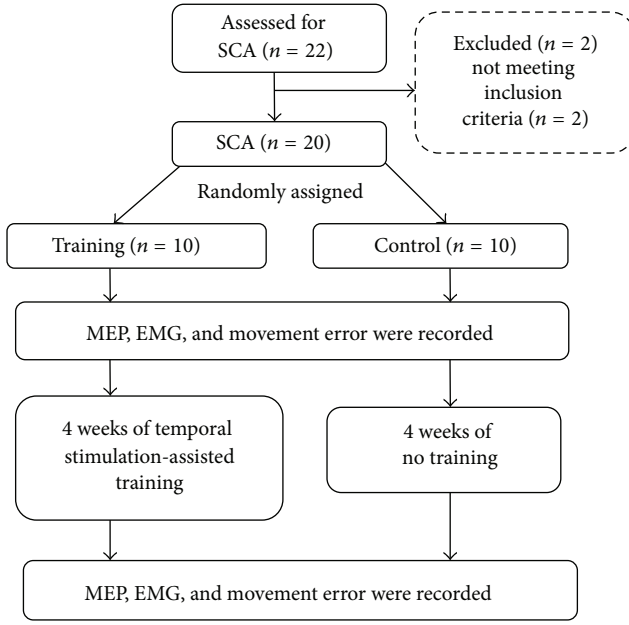 Assessed for
SCA (n = 22)
Excluded (n = 2)
not meeting
inclusion
criteria (n = 2)
SCA (n = 20)
Randomly assigned
Training (n = 10)
Control (n = 10)
MEP, EMG, and movement error were recorded
4 weeks of temporal
stimulation-assisted
training
4 weeks of
no training
MEP, EMG, and movement error were recorded